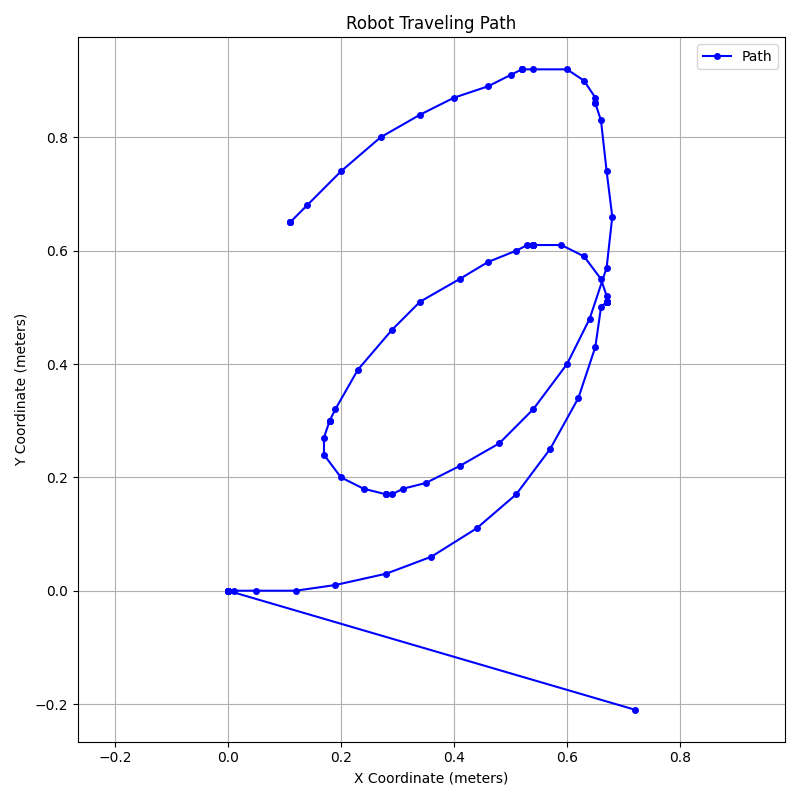 Robot Traveling Path
Path
0.8
0.6
0.4
0.2
0.0
−0.2
Y Coordinate (meters)
−0.2 0.0 0.2 0.4 0.6 0.8
X Coordinate (meters)